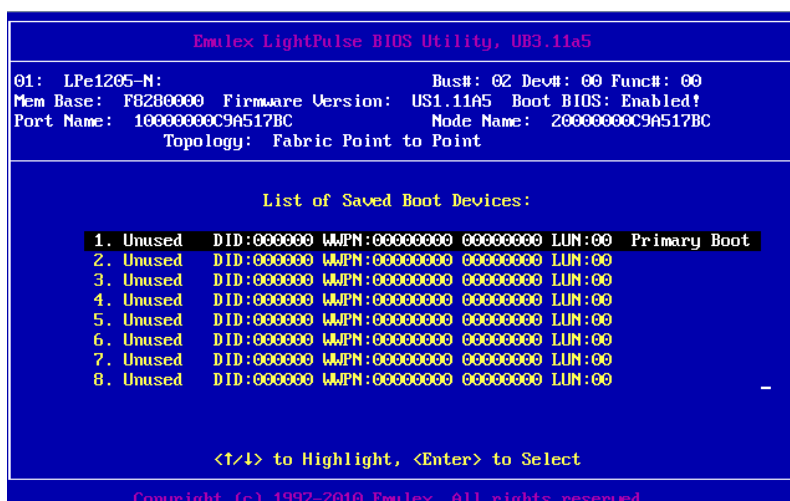 Emulex LightPulse BIOS Utility, UB3.11a5
01: LPe1205-N: Bus#: 02 Dev#: 00 Func#: 00
Mem Base: F8280000 Firmware Version: US1.11A5 Boot BIOS: Enabled!
Port Name: 10000000C9A517BC Node Name: 20000000C9A517BC
Topology: Fabric Point to Point
List of Saved Boot Devices:
1. Unused DID:000000 WWPN:00000000 00000000 LUN:00 Primary Boot
2. Unused DID:000000 WWPN:00000000 00000000 LUN:00
3. Unused DID:000000 WWPN:00000000 00000000 LUN:00
4. Unused DID:000000 WWPN:00000000 00000000 LUN:00
5. Unused DID:000000 WWPN:00000000 00000000 LUN:00
6. Unused DID:000000 WWPN:00000000 00000000 LUN:00
7. Unused DID:000000 WWPN:00000000 00000000 LUN:00
8. Unused DID:000000 WWPN:00000000 00000000 LUN:00
<↑/↓> to Highlight, <Enter> to Select
Copyright (c) 1997-2010 Emulex. All rights reserved